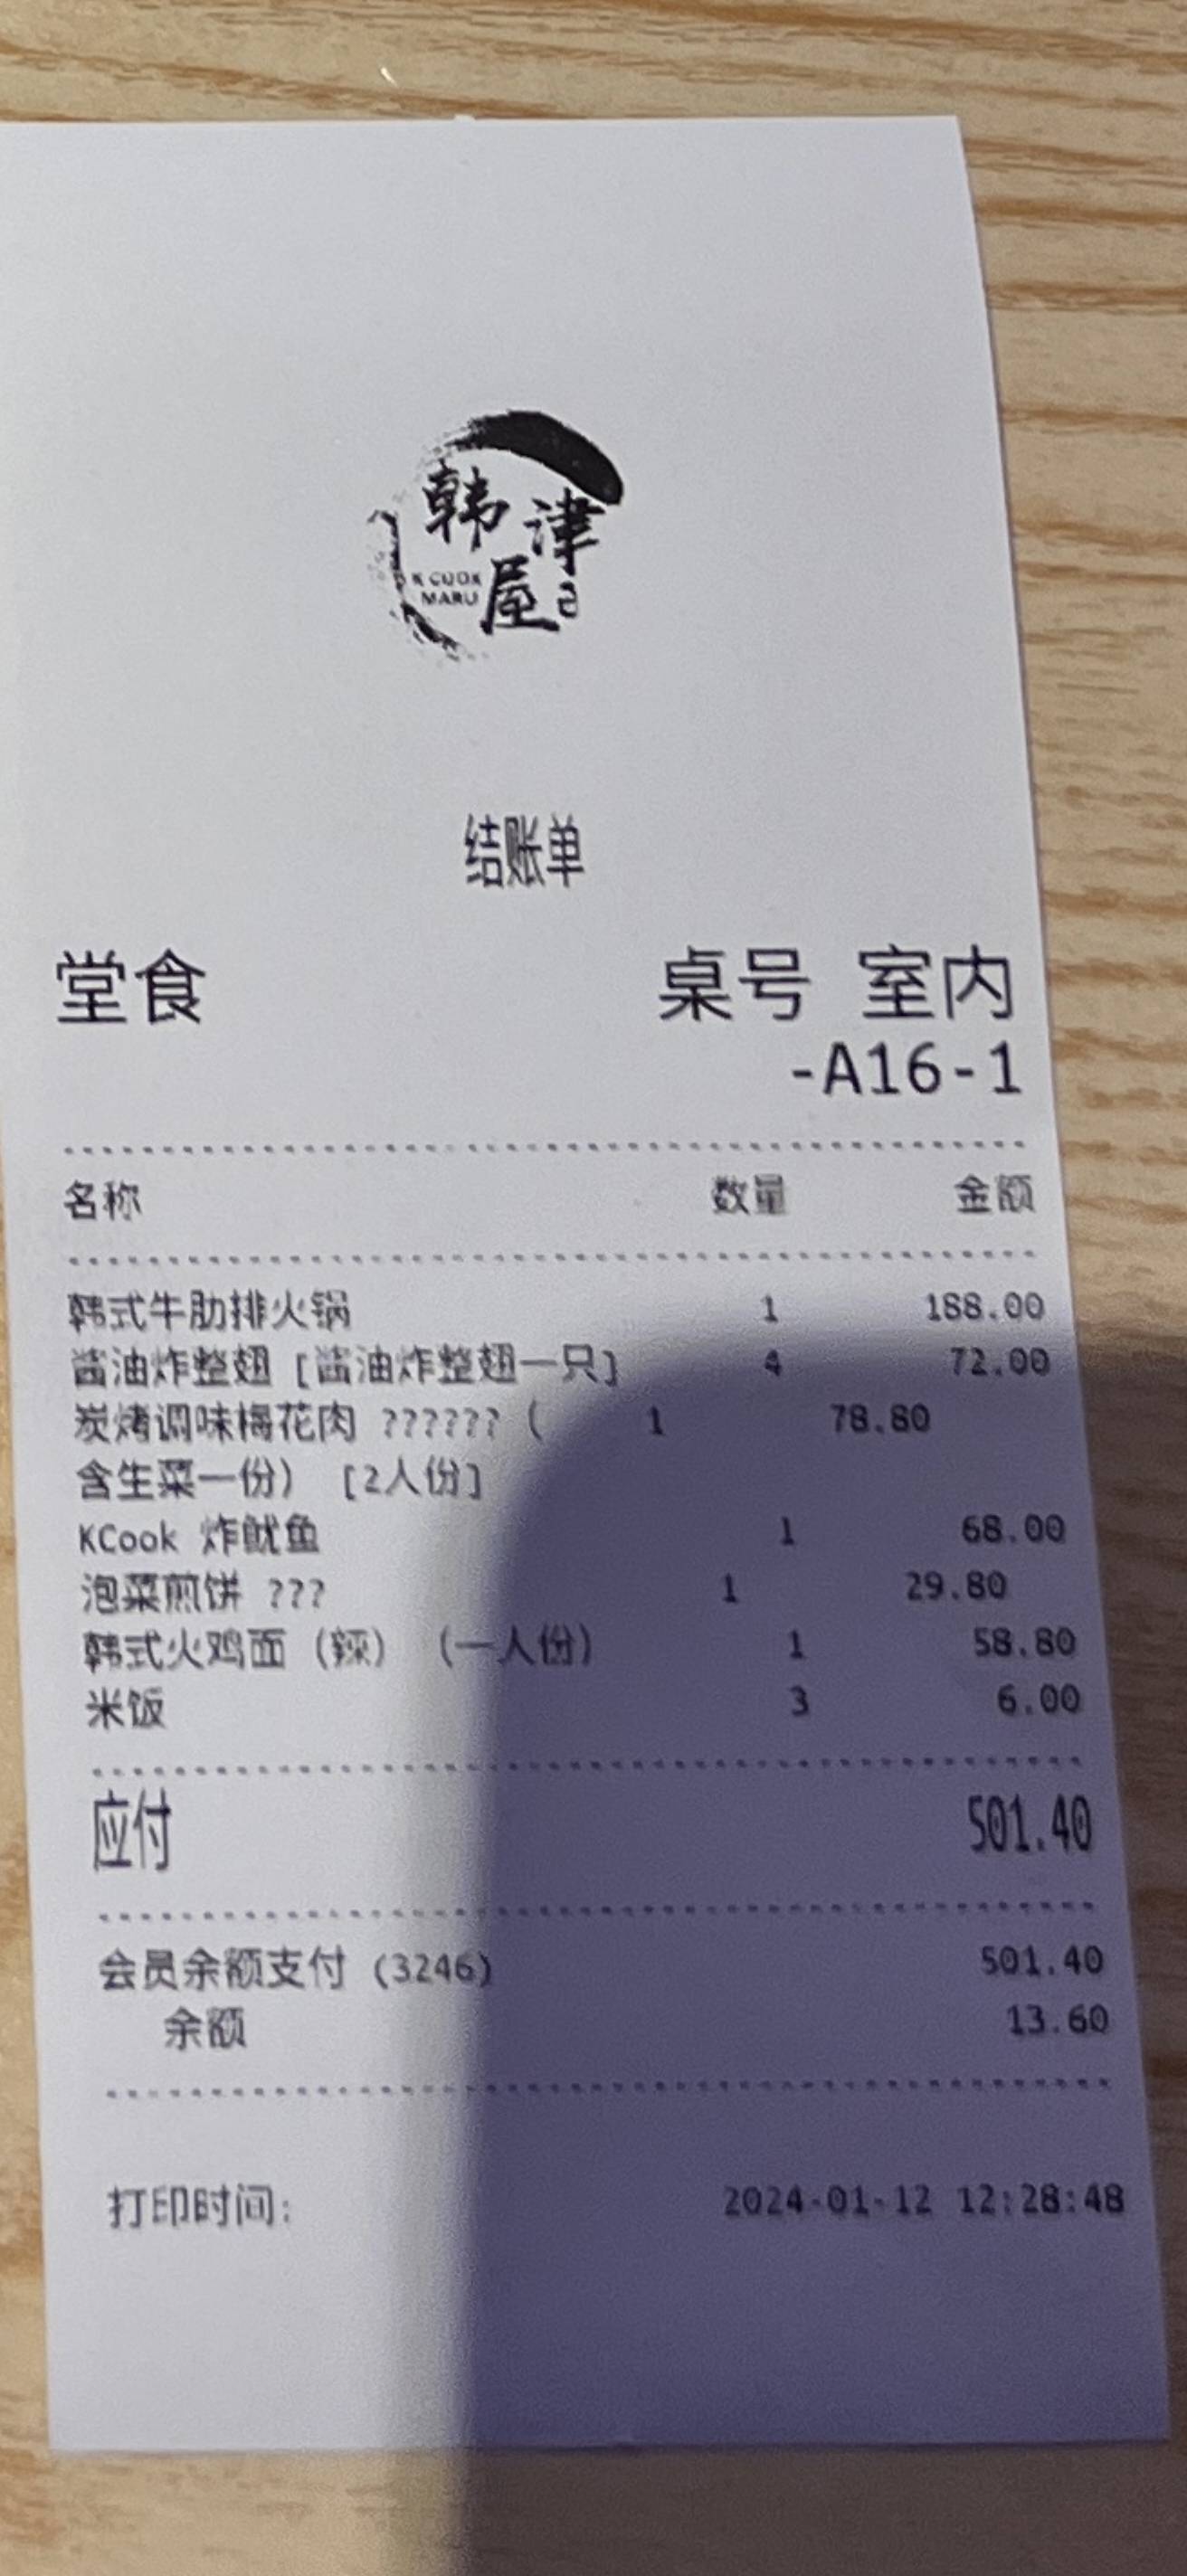 韩津
屋
K COOK
MARU
结账单
堂食 桌号 室内
-A16-1
名称 数量 金额
韩式牛肋排火锅 1 188.00
酱油炸整翅 [酱油炸整翅一只] 4 72.00
炭烤调味梅花肉 ?????? ( 1 78.80
含生菜一份) [2人份]
KCook 炸鱿鱼 1 68.00
泡菜煎饼 ??? 1 29.80
韩式火鸡面 (辣) (一人份) 1 58.80
米饭 3 6.00
应付 501.40
会员余额支付 (3246) 501.40
余额 13.60
打印时间: 2024-01-12 12:28:48